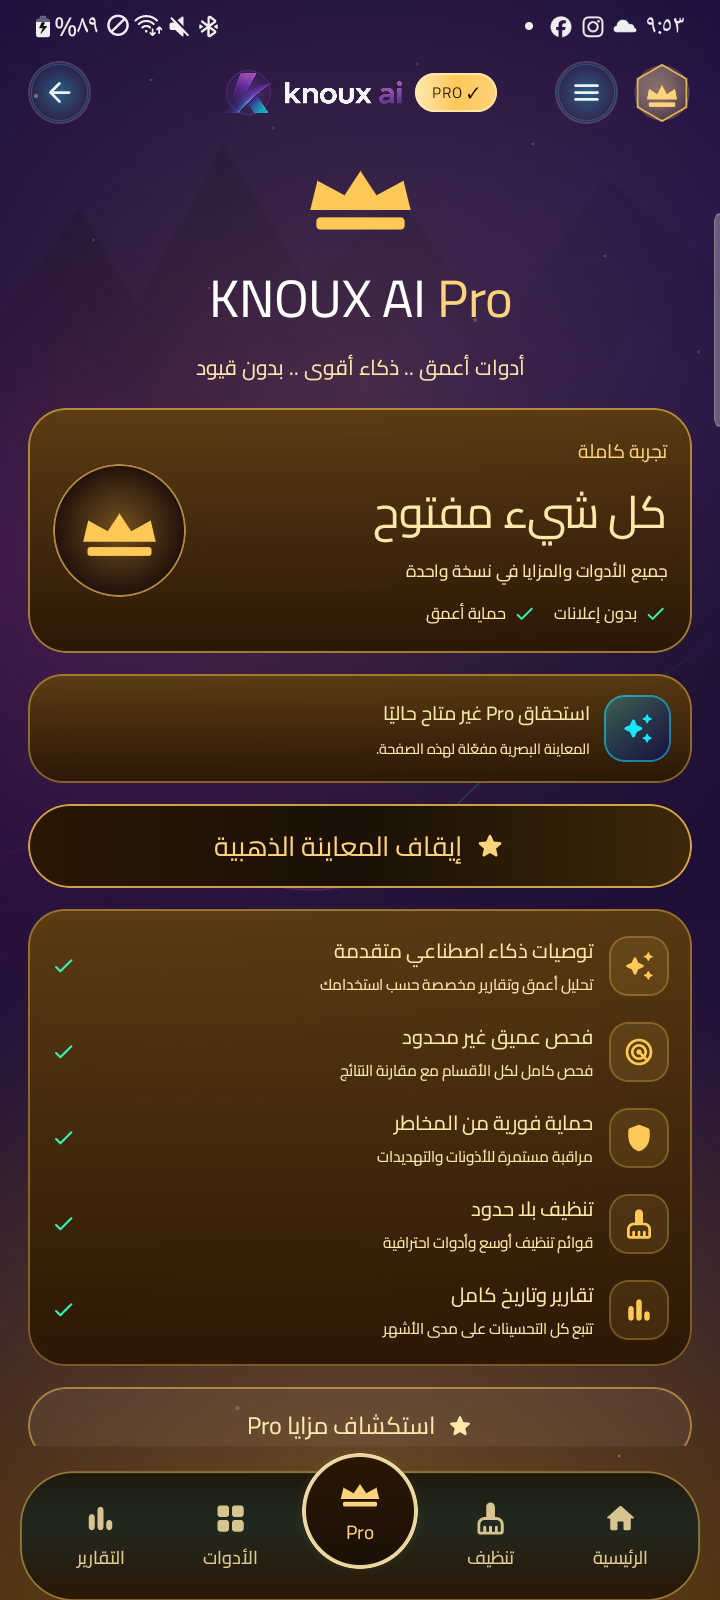 ٩:٥٣
%٨٩
knoux ai
PRO ✓
KNOUX AI Pro
أدوات أعمق .. ذكاء أقوى .. بدون قيود
تجربة كاملة
كل شيء مفتوح
جميع الأدوات والمزايا في نسخة واحدة
✓ بدون إعلانات ✓ حماية أعمق
استحقاق Pro غير متاح حاليًا
المعاينة البصرية مفعّلة لهذه الصفحة.
إيقاف المعاينة الذهبية
توصيات ذكاء اصطناعي متقدمة
تحليل أعمق وتقارير مخصصة حسب استخدامك
فحص عميق غير محدود
فحص كامل لكل الأقسام مع مقارنة النتائج
حماية فورية من المخاطر
مراقبة مستمرة للأذونات والتهديدات
تنظيف بلا حدود
قوائم تنظيف أوسع وأدوات احترافية
تقارير وتاريخ كامل
تتبع كل التحسينات على مدى الأشهر
استكشاف مزايا Pro
الرئيسية
تنظيف
Pro
الأدوات
التقارير